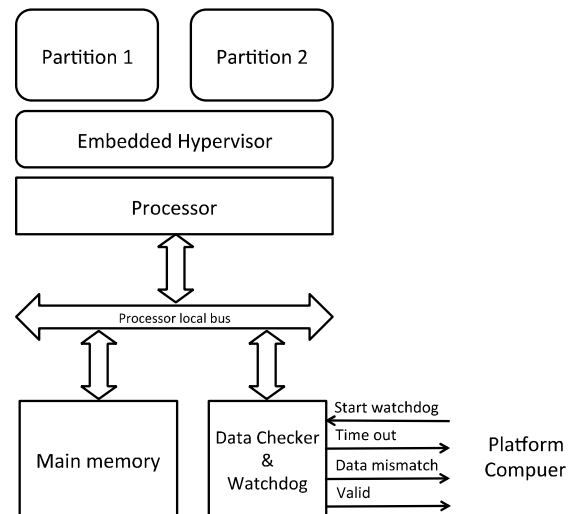 Partition 1
Partition 2
Embedded Hypervisor
Processor
Processor local bus
Main memory
Data Checker
&
Watchdog
Start watchdog
Time out
Data mismatch
Valid
Platform
Compuer